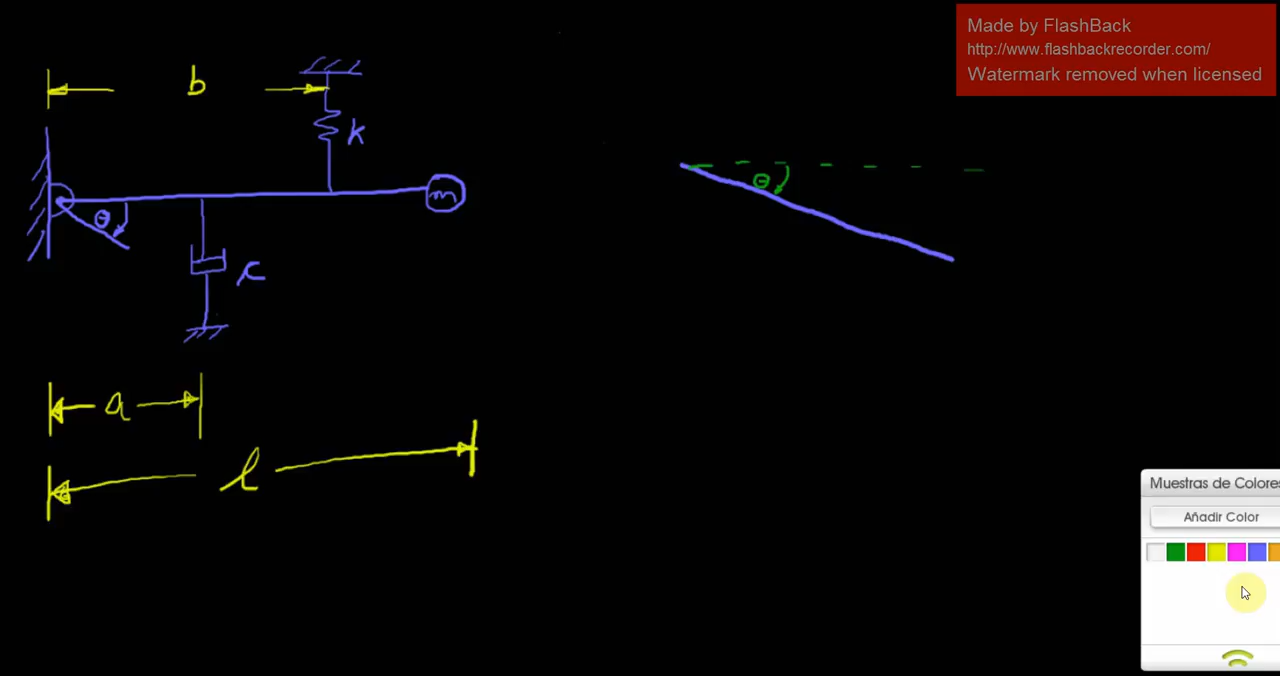 Made by FlashBack
http://www.flashbackrecorder.com/
Watermark removed when licensed
b
k
m
θ
θ
c
a
l
Muestras de Colores
Añadir Color